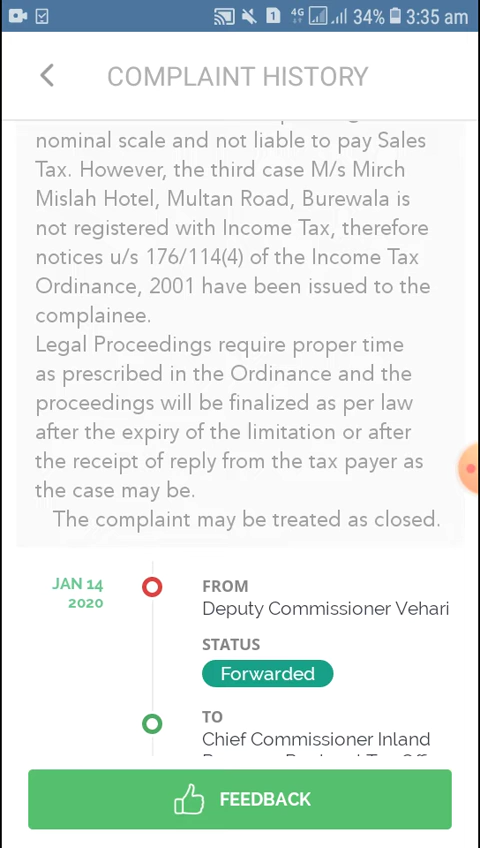 1 4G 34% 3:35 am
COMPLAINT HISTORY
nominal scale and not liable to pay Sales
Tax. However, the third case M/s Mirch
Mislah Hotel, Multan Road, Burewala is
not registered with Income Tax, therefore
notices u/s 176/114(4) of the Income Tax
Ordinance, 2001 have been issued to the
complainee.
Legal Proceedings require proper time
as prescribed in the Ordinance and the
proceedings will be finalized as per law
after the expiry of the limitation or after
the receipt of reply from the tax payer as
the case may be.
The complaint may be treated as closed.
JAN 14
2020
FROM
Deputy Commissioner Vehari
STATUS
Forwarded
TO
Chief Commissioner Inland
FEEDBACK